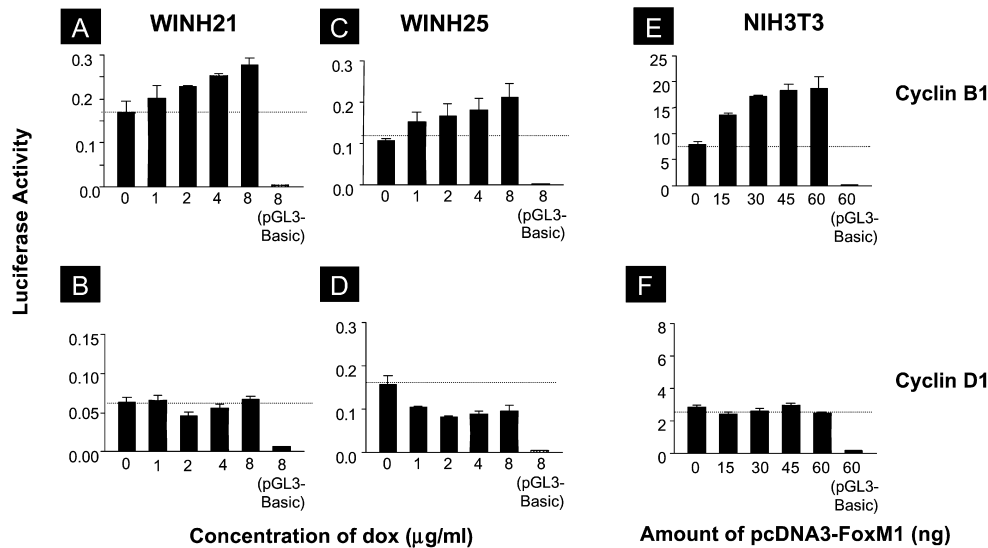 A WINH21 C WINH25 E NIH3T3
0.3
0.2
0.1
0.0
0 1 2 4 8 8
(pGL3-
Basic)
0.3
0.2
0.1
0.0
0 1 2 4 8 8
(pGL3-
Basic)
25
20
15
10
5
0
0 15 30 45 60 60
(pGL3-
Basic)
Cyclin B1
Luciferase Activity
B D F
0.15
0.10
0.05
0.00
0 1 2 4 8 8
(pGL3-
Basic)
0.3
0.2
0.1
0.0
0 1 2 4 8 8
(pGL3-
Basic)
8
6
4
2
0
0 15 30 45 60 60
(pGL3-
Basic)
Cyclin D1
Concentration of dox (μg/ml) Amount of pcDNA3-FoxM1 (ng)